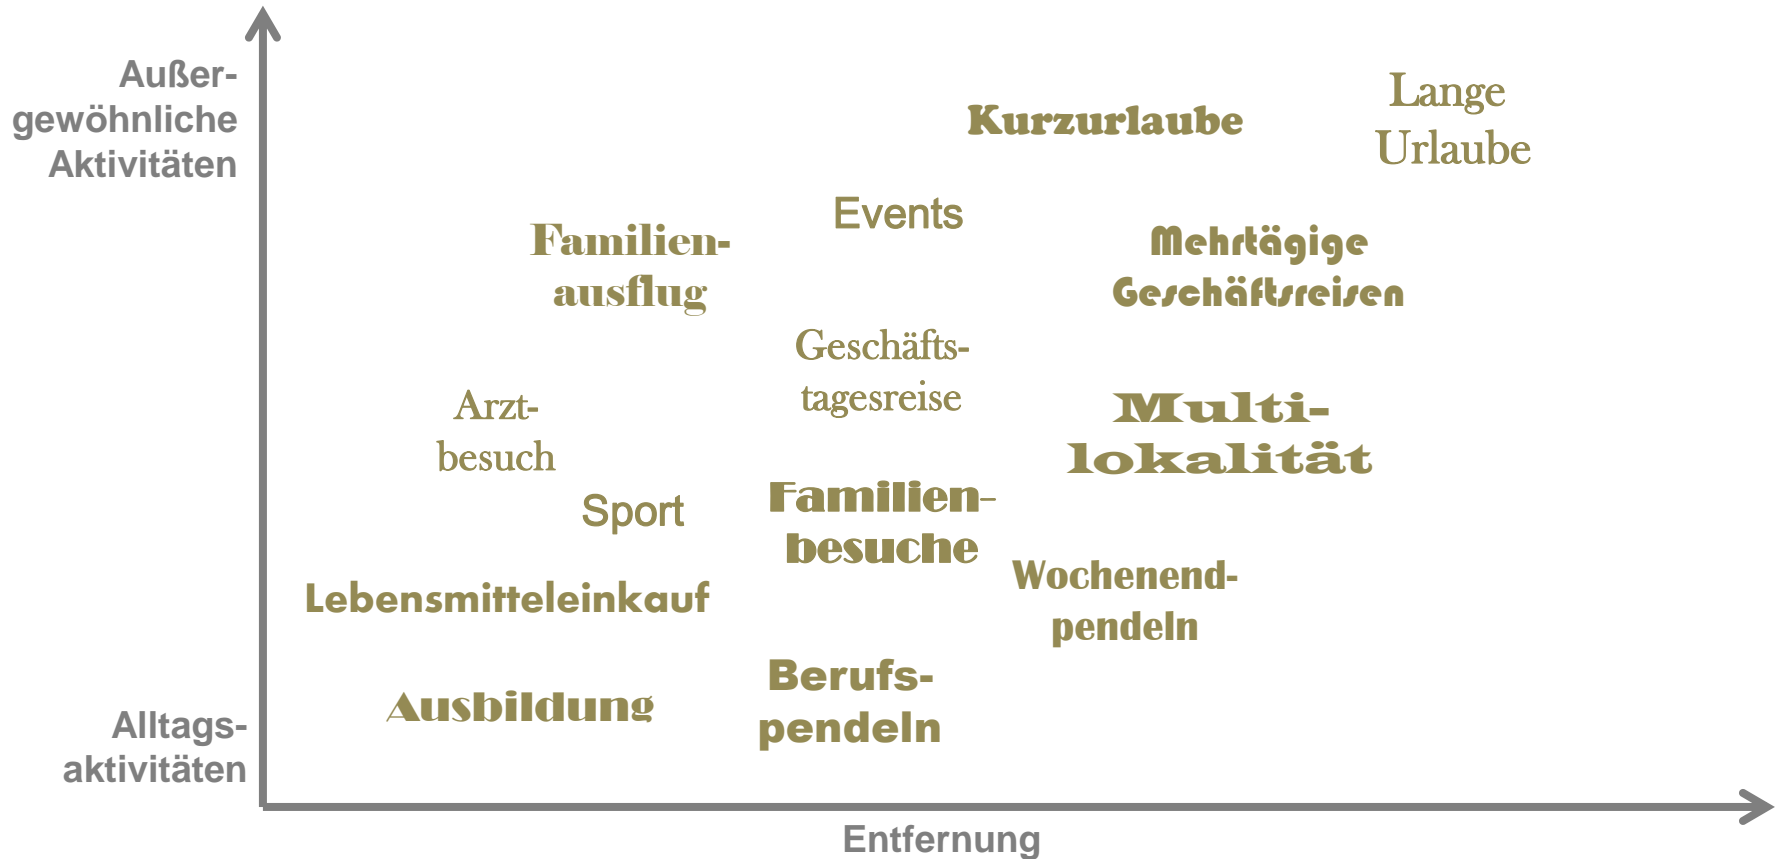 Außer-
gewöhnliche
Aktivitäten
Kurzurlaube
Lange
Urlaube
Events
Familien-
ausflug
Mehrtägige
Geschäftsreisen
Geschäfts-
tagesreise
Arzt-
besuch
Multi-
lokalität
Sport
Familien-
besuche
Lebensmitteleinkauf
Wochenend-
pendeln
Ausbildung
Berufs-
pendeln
Alltags-
aktivitäten
Entfernung